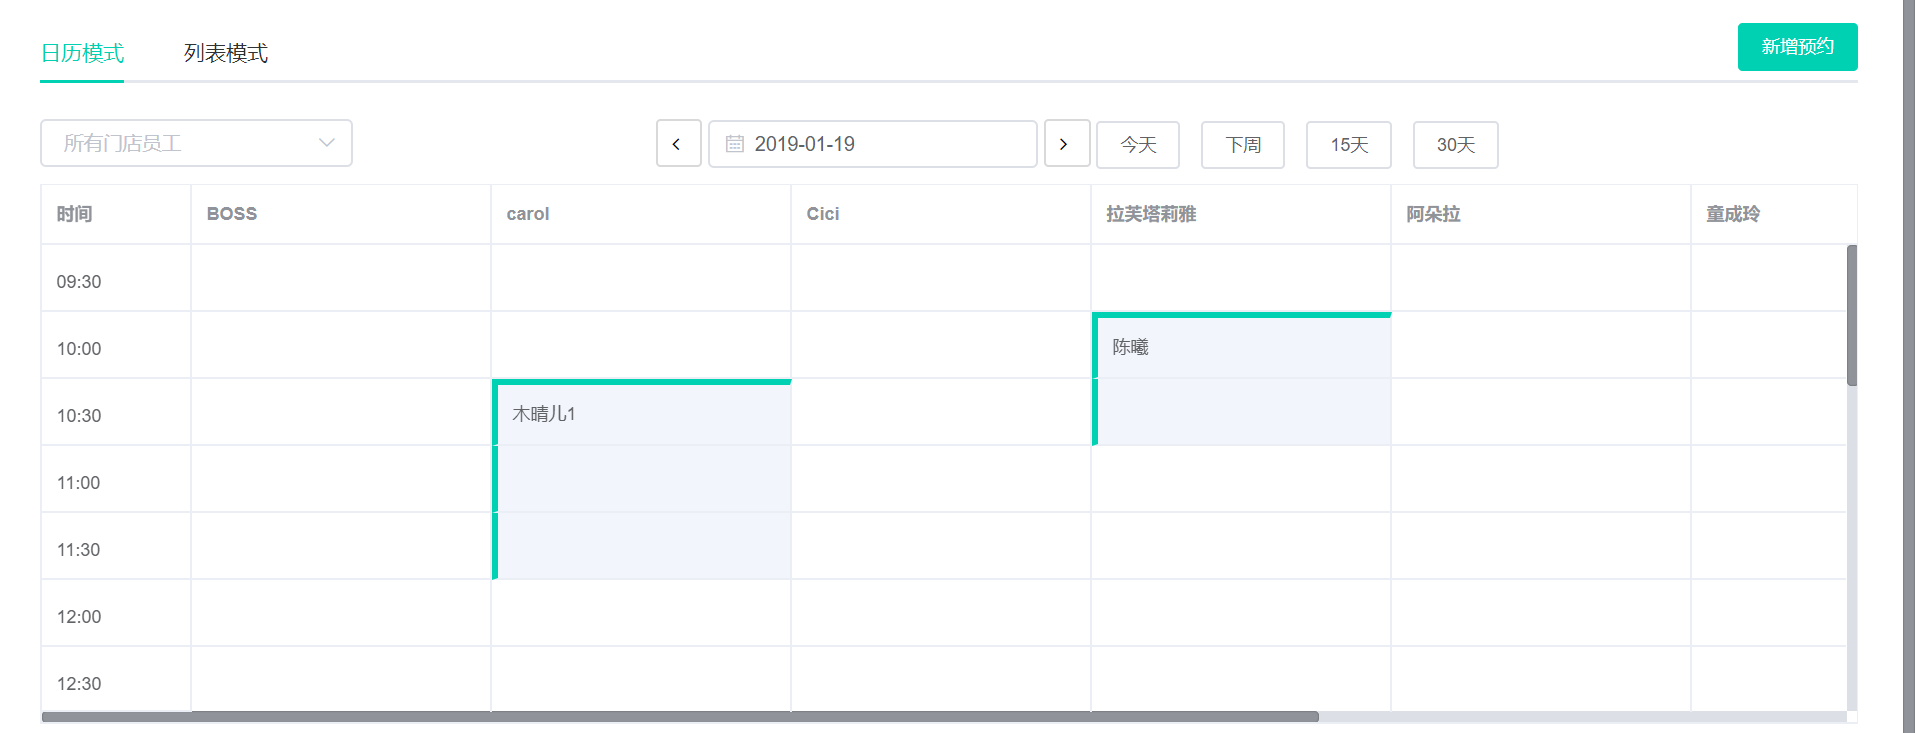 日历模式 列表模式 新增预约
所有门店员工 2019-01-19 今天 下周 15天 30天
时间 BOSS carol Cici 拉芙塔莉雅 阿朵拉 童成玲
09:30
10:00 陈曦
10:30 木晴儿1
11:00
11:30
12:00
12:30